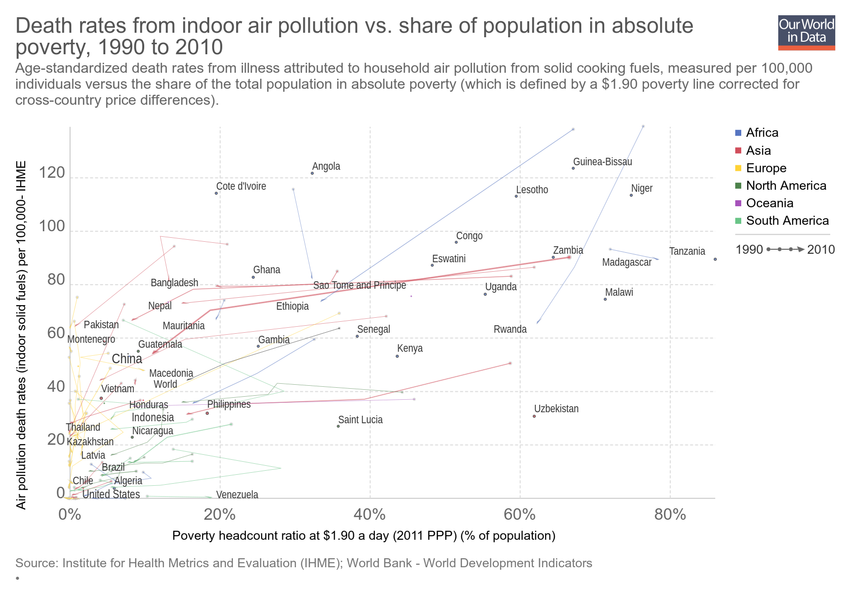 Death rates from indoor air pollution vs. share of population in absolute
poverty, 1990 to 2010
Our World
in Data
Age-standardized death rates from illness attributed to household air pollution from solid cooking fuels, measured per 100,000
individuals versus the share of the total population in absolute poverty (which is defined by a $1.90 poverty line corrected for
cross-country price differences).
Air pollution death rates (indoor solid fuels) per 100,000- IHME
120
100
80
60
40
20
0
0%
20%
40%
60%
80%
Poverty headcount ratio at $1.90 a day (2011 PPP) (% of population)
Angola
Guinea-Bissau
Cote d'Ivoire
Lesotho
Niger
Congo
Zambia
Tanzania
Eswatini
Madagascar
Ghana
Bangladesh
Sao Tome and Principe
Uganda
Malawi
Nepal
Ethiopia
Pakistan
Mauritania
Senegal
Rwanda
Montenegro
Guatemala
Gambia
Kenya
China
Macedonia
World
Vietnam
Honduras
Philippines
Uzbekistan
Indonesia
Saint Lucia
Thailand
Nicaragua
Kazakhstan
Latvia
Brazil
Chile
Algeria
United States
Venezuela
Africa
Asia
Europe
North America
Oceania
South America
1990
2010
Source: Institute for Health Metrics and Evaluation (IHME); World Bank - World Development Indicators
•